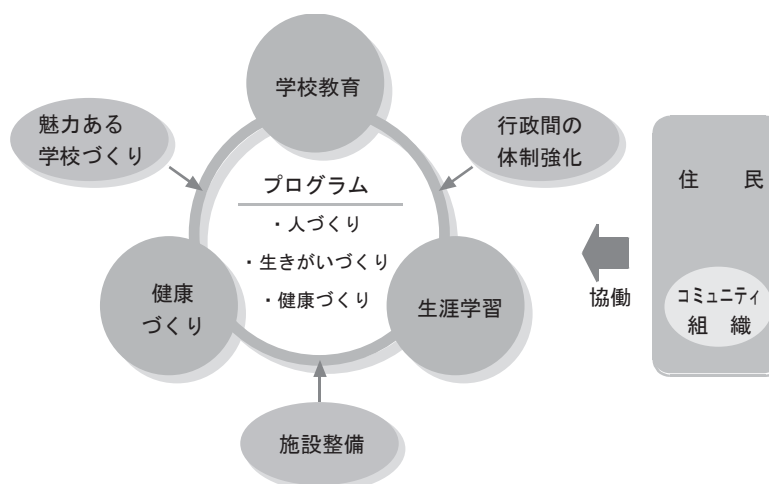 学校教育
魅力ある
学校づくり
行政間の
体制強化
プログラム
・人づくり
・生きがいづくり
・健康づくり
健康
づくり
生涯学習
施設整備
協働
住　民
コミュニティ
組　織